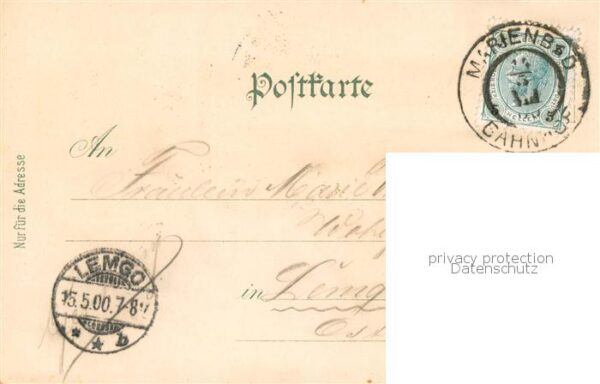 MARIENBAD
BAHNHOF
Postkarte
An
Fräulein Marie
in Lemg
Nur für die Adresse
LEMGO
15.5.00.7-8V
* * b
privacy protection
Datenschutz